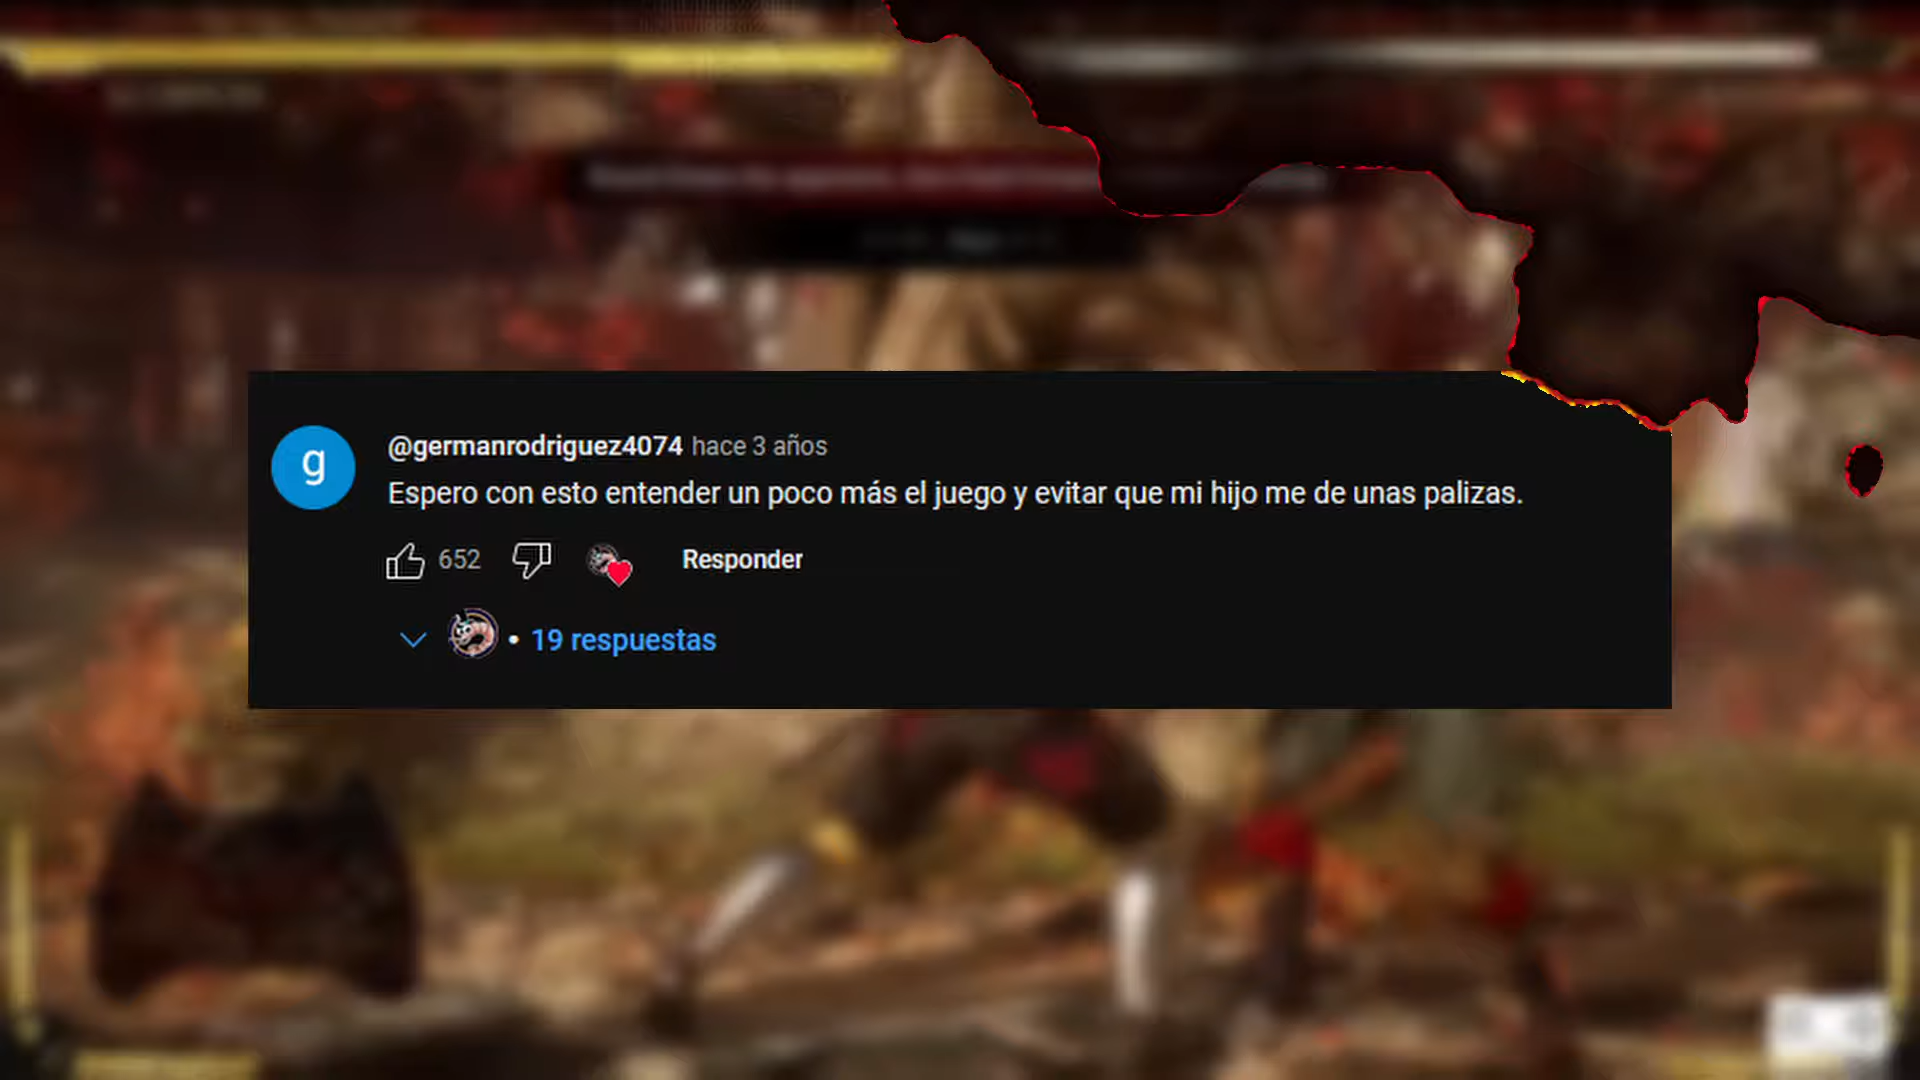 g
@germanrodriguez4074 hace 3 años
Espero con esto entender un poco más el juego y evitar que mi hijo me de unas palizas.
652 Responder
• 19 respuestas